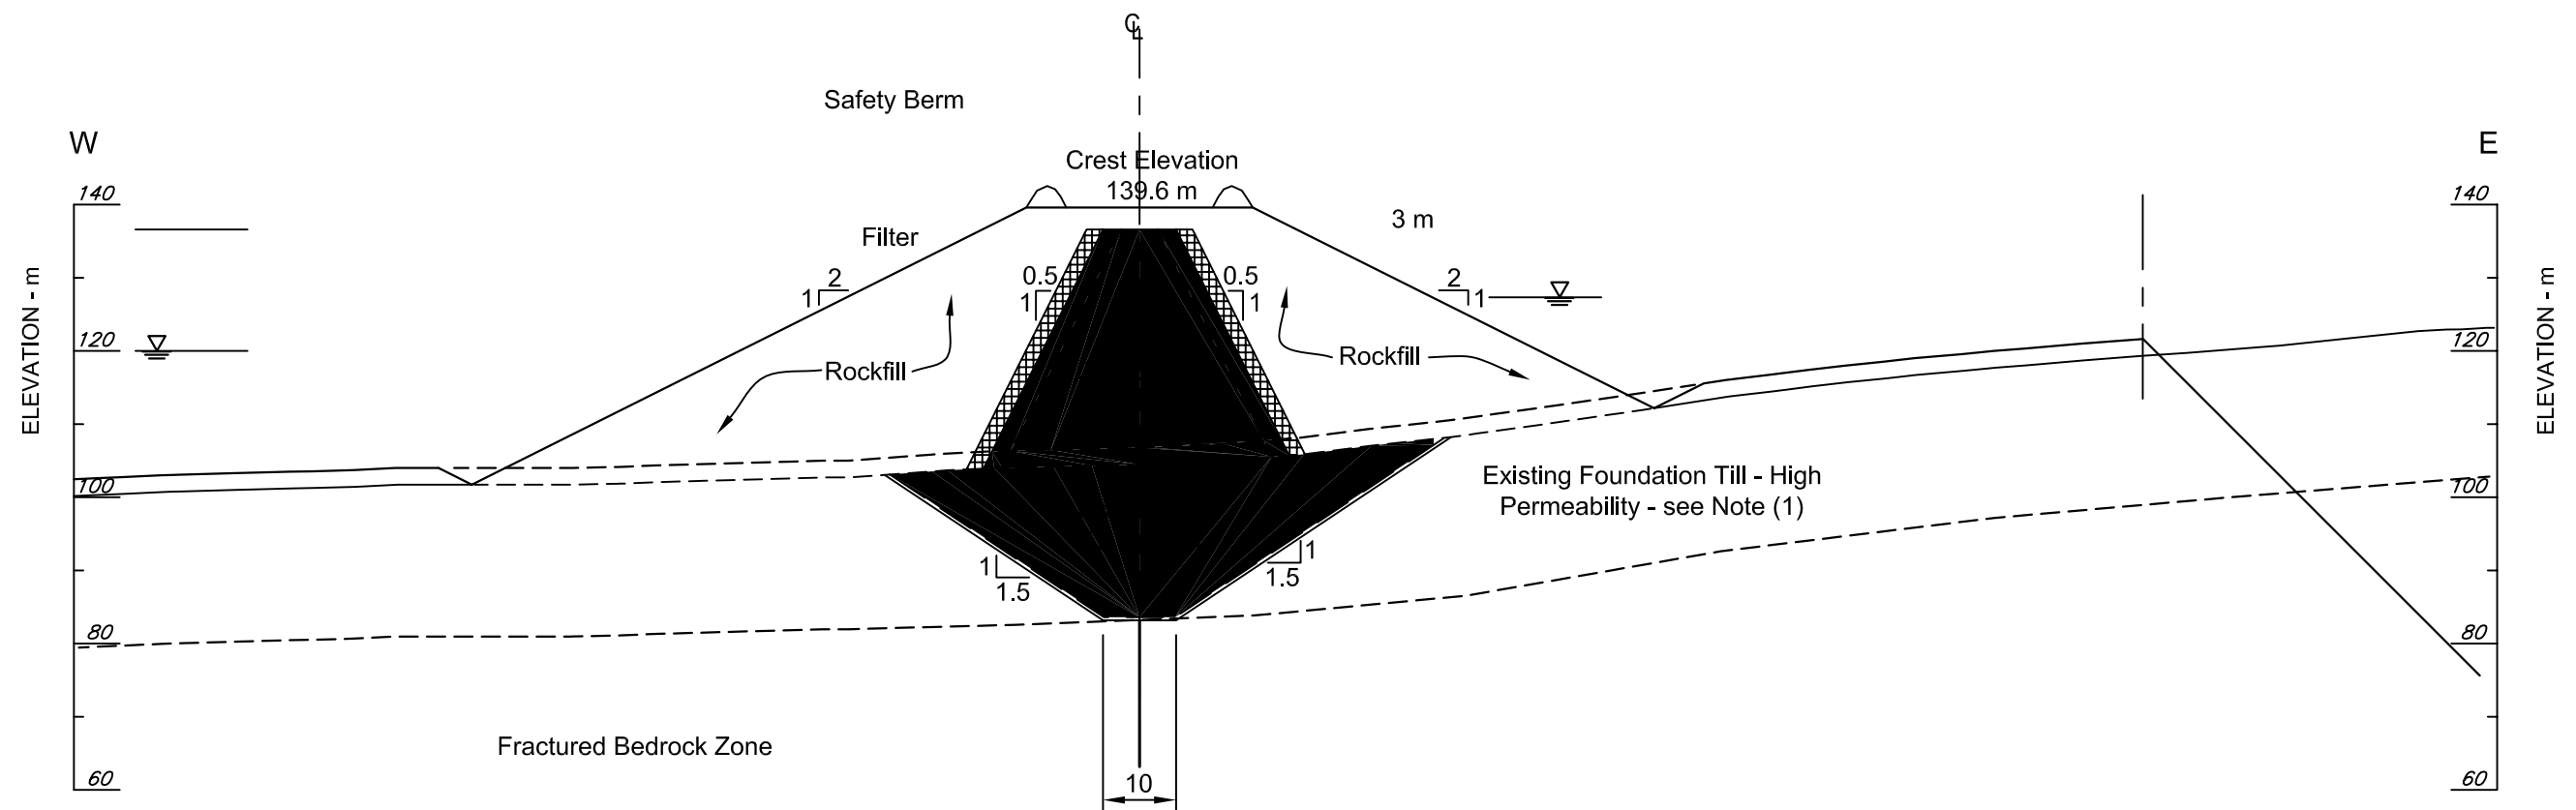 ℄
Safety Berm
W
E
Crest Elevation
139.6 m
140
140
3 m
Filter
2
1
0.5
1
0.5
1
2
1
ELEVATION - m
ELEVATION - m
120
120
Rockfill
Rockfill
100
100
Existing Foundation Till - High
Permeability - see Note (1)
1
1.5
1
1.5
80
80
Fractured Bedrock Zone
60
60
10